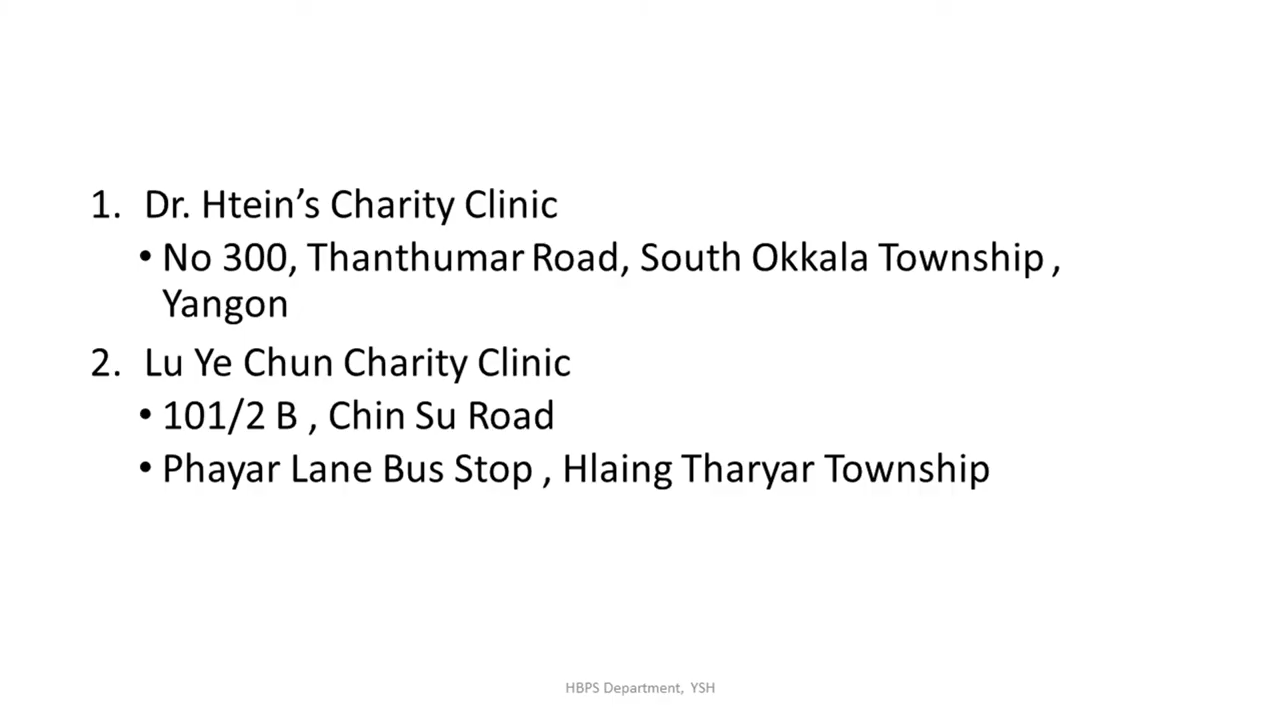 1. Dr. Htein’s Charity Clinic
• No 300, Thanthumar Road, South Okkala Township ,
Yangon
2. Lu Ye Chun Charity Clinic
• 101/2 B , Chin Su Road
• Phayar Lane Bus Stop , Hlaing Tharyar Township
HBPS Department, YSH